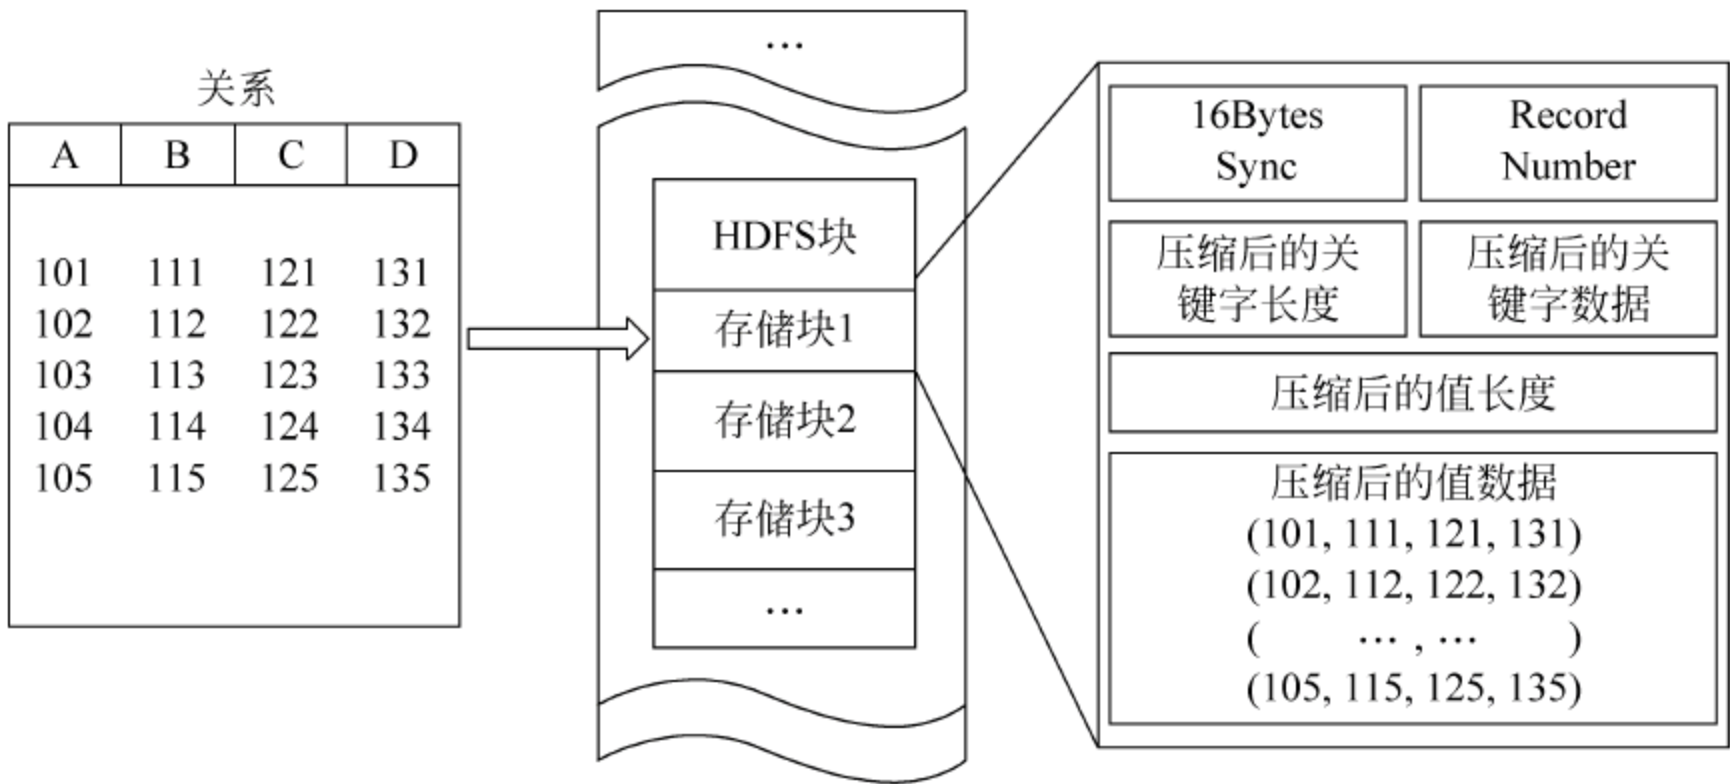 关系
A B C D
101 111 121 131
102 112 122 132
103 113 123 133
104 114 124 134
105 115 125 135
…
HDFS块
存储块1
存储块2
存储块3
…
16Bytes
Sync
Record
Number
压缩后的关
键字长度
压缩后的关
键字数据
压缩后的值长度
压缩后的值数据
(101, 111, 121, 131)
(102, 112, 122, 132)
( … , … )
(105, 115, 125, 135)